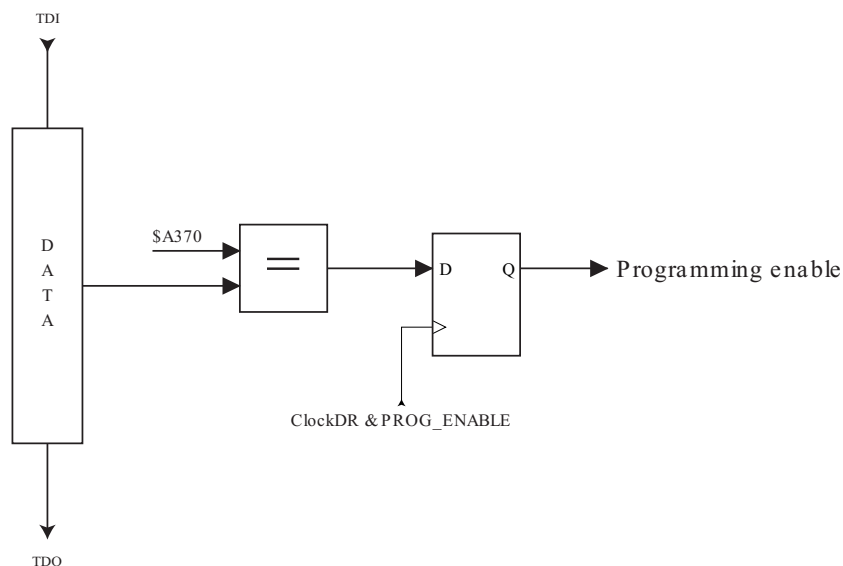 TDI
D
A
T
A
$A370
=
D
Q
Programming enable
ClockDR & PROG_ENABLE
TDO